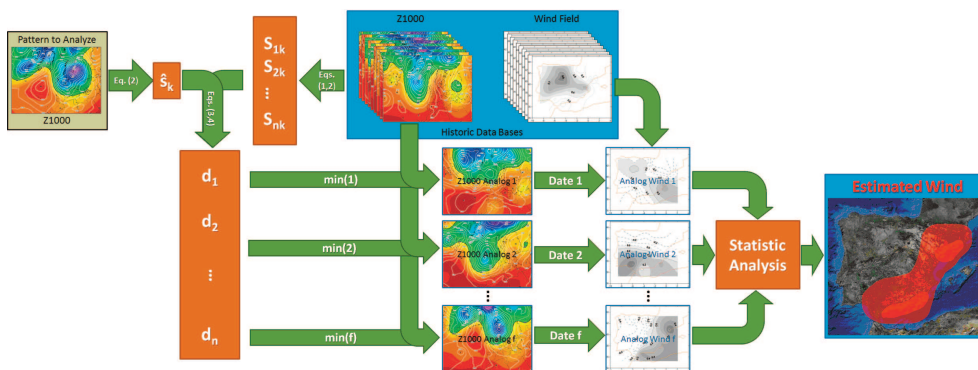 Pattern to Analyze
Z1000
Eq. (2)
ŝk
Eqs. (3,4)
S1k
S2k
⋮
Snk
Eqs. (1,2)
Z1000
Wind Field
Historic Data Bases
d1
d2
...
dn
min(1)
min(2)
min(f)
Z1000 Analog 1
Z1000 Analog 2
Z1000 Analog f
Date 1
Date 2
Date f
Analog Wind 1
Analog Wind 2
Analog Wind f
Statistic
Analysis
Estimated Wind